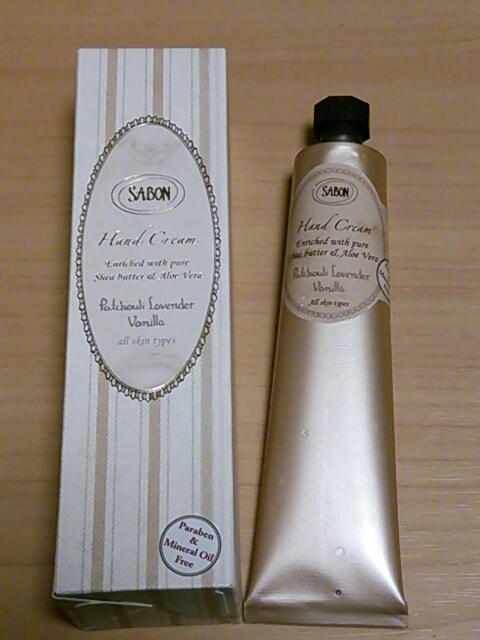 SABON
Hand Cream
Enriched with pure
Shea butter & Aloe Vera
Patchouli Lavender
Vanilla
all skin types
Paraben
&
Mineral Oil
Free
SABON
Hand Cream
Enriched with pure
Shea butter & Aloe Vera
Patchouli Lavender
Vanilla
All skin types